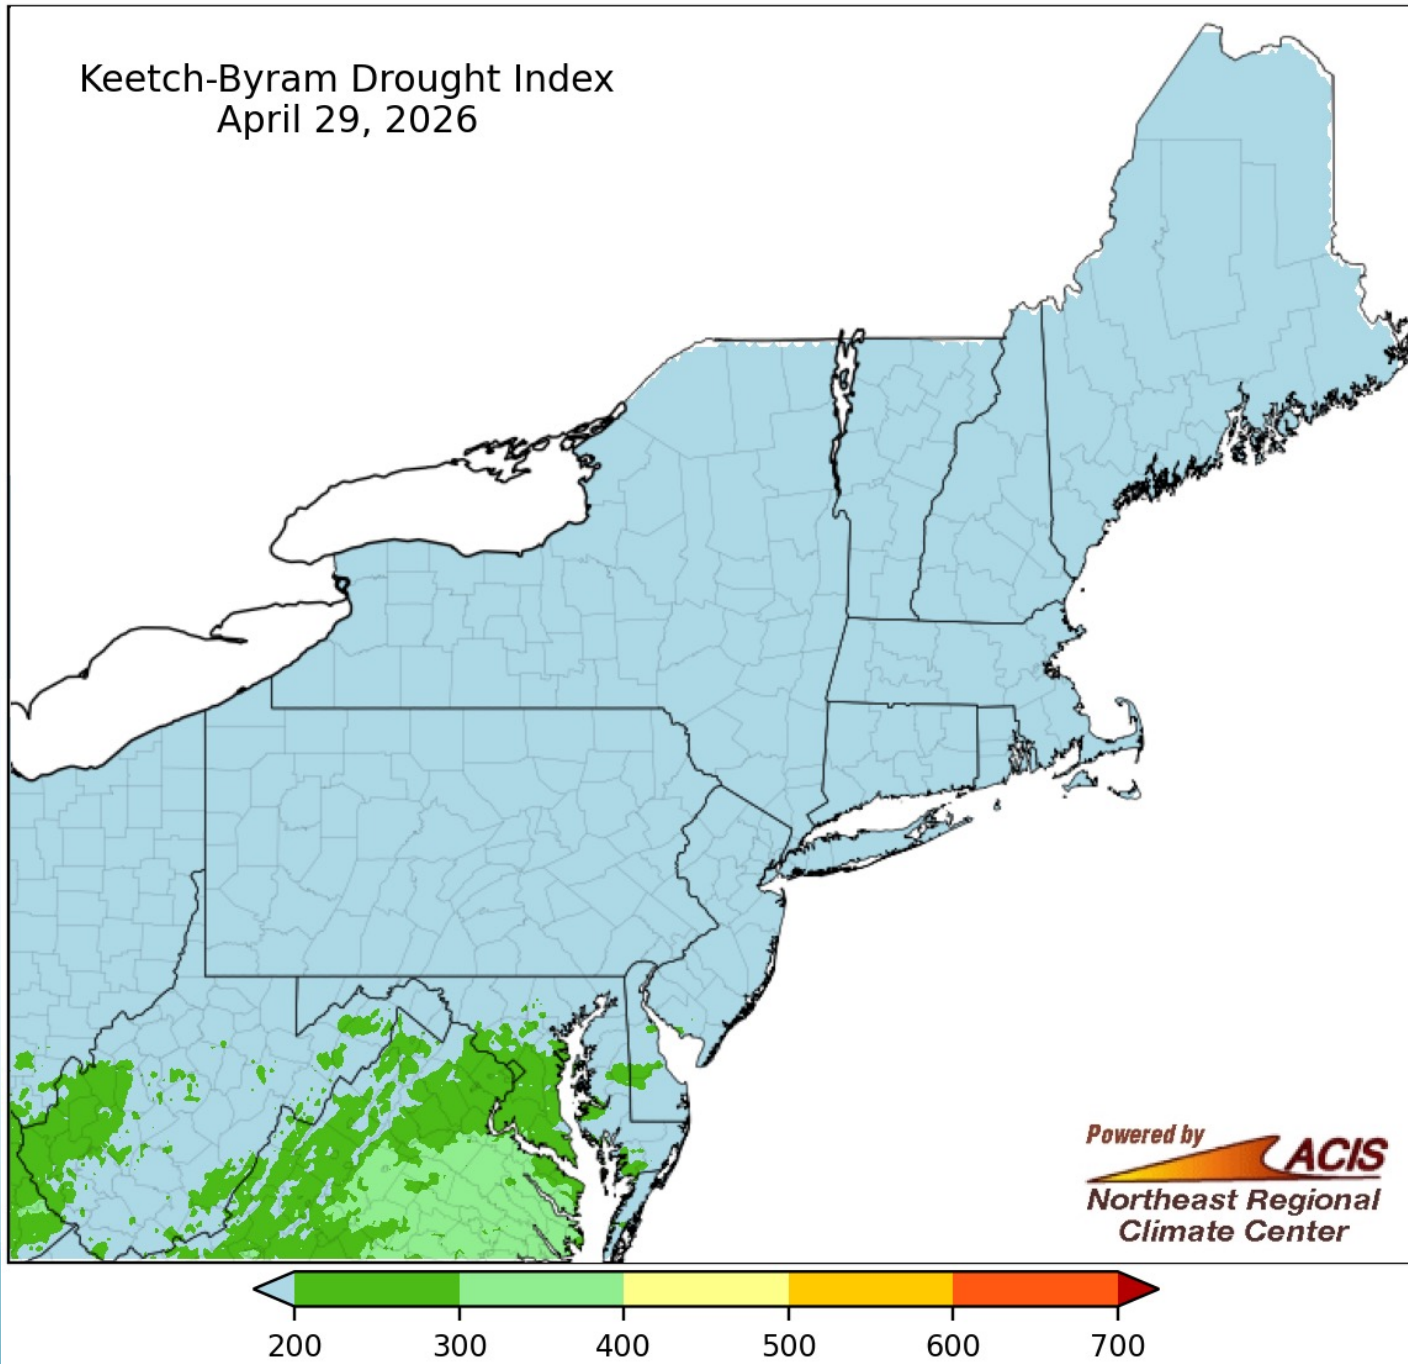 Keetch-Byram Drought Index
April 29, 2026
Powered by
ACIS
Northeast Regional
Climate Center
200 300 400 500 600 700